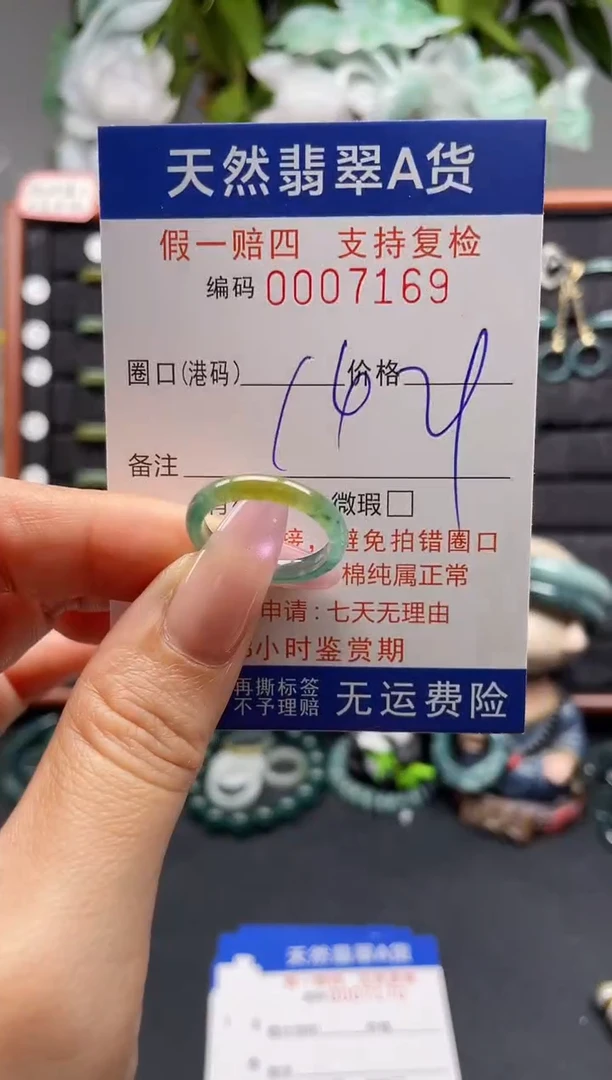 天然翡翠A货
假一赔四 支持复检
编码 0007169
圈口(港码) 价格
14
备注
微瑕□
接，避免拍错圈口
棉纯属正常
申请：七天无理由
小时鉴赏期
再撕标签
不予理赔
无运费险
天然翡翠A货